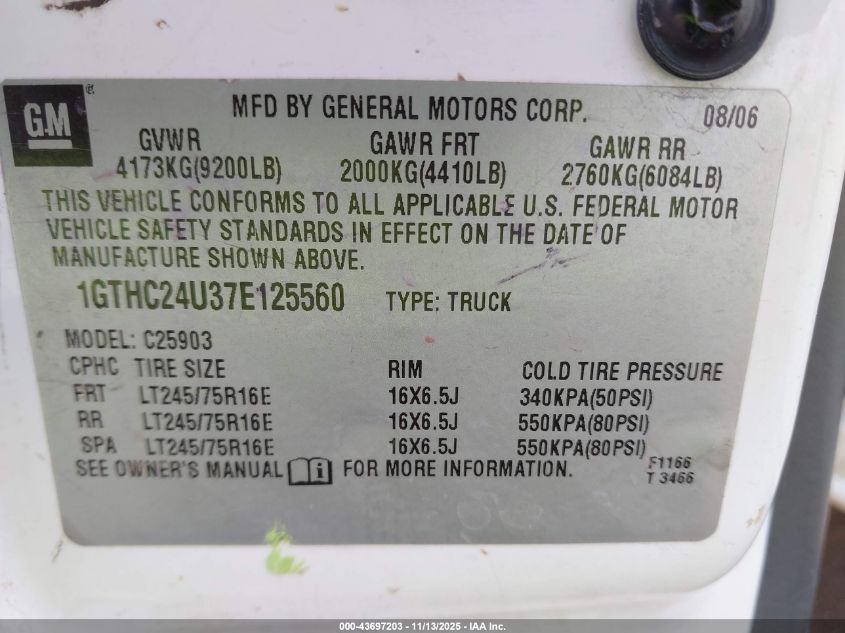 GM
®
MFD BY GENERAL MOTORS CORP. 08/06
GVWR GAWR FRT GAWR RR
4173KG(9200LB) 2000KG(4410LB) 2760KG(6084LB)
THIS VEHICLE CONFORMS TO ALL APPLICABLE U.S. FEDERAL MOTOR
VEHICLE SAFETY STANDARDS IN EFFECT ON THE DATE OF
MANUFACTURE SHOWN ABOVE.
1GTHC24U37E125560 TYPE: TRUCK
MODEL: C25903
CPHC TIRE SIZE RIM COLD TIRE PRESSURE
FRT LT245/75R16E 16X6.5J 340KPA(50PSI)
RR LT245/75R16E 16X6.5J 550KPA(80PSI)
SPA LT245/75R16E 16X6.5J 550KPA(80PSI)
SEE OWNER'S MANUAL i FOR MORE INFORMATION. F1166
T 3466
000-43697203 - 11/13/2025 - IAA Inc.